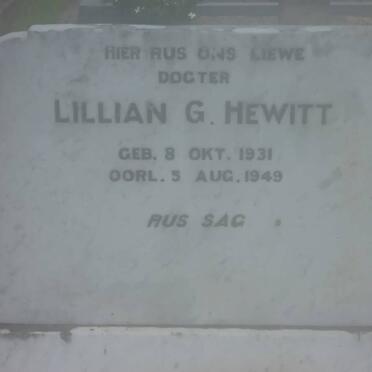 HIER RUS ONS LIEWE
DOGTER
LILLIAN G. HEWITT
GEB. 8 OKT. 1931
OORL. 5 AUG. 1949
RUS SAG